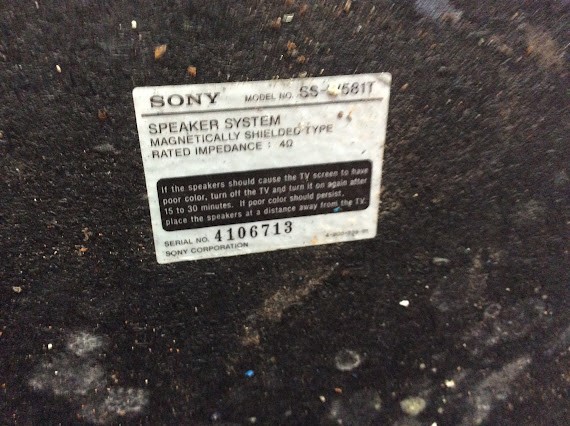 SONY MODEL NO.
SPEAKER SYSTEM
MAGNETICALLY SHIELDED TYPE
RATED IMPEDANCE : 4Ω
If the speakers should cause the TV screen to have
poor color, turn off the TV and turn it on again after
15 to 30 minutes. If poor color should persist,
place the speakers at a distance away from the TV.
SERIAL NO. 4106713
SONY CORPORATION